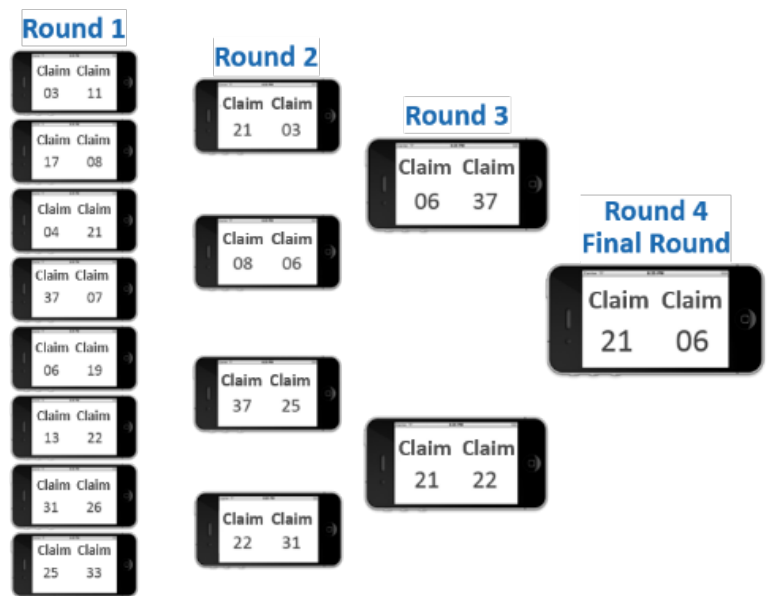 Round 1
Claim Claim
03 11
Claim Claim
17 08
Claim Claim
04 21
Claim Claim
37 07
Claim Claim
06 19
Claim Claim
13 22
Claim Claim
31 26
Claim Claim
25 33
Round 2
Claim Claim
21 03
Claim Claim
08 06
Claim Claim
37 25
Claim Claim
22 31
Round 3
Claim Claim
06 37
Claim Claim
21 22
Round 4
Final Round
Claim Claim
21 06